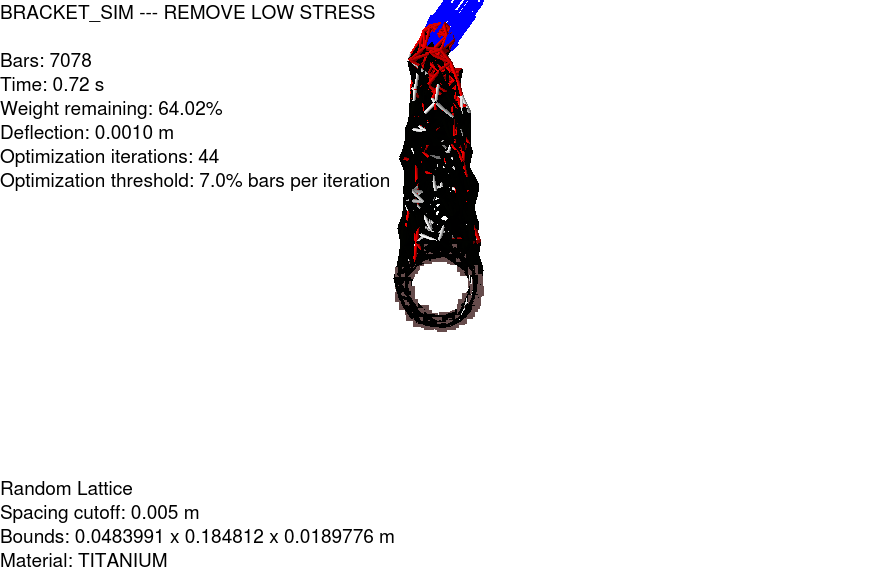 BRACKET_SIM --- REMOVE LOW STRESS
Bars: 7078
Time: 0.72 s
Weight remaining: 64.02%
Deflection: 0.0010 m
Optimization iterations: 44
Optimization threshold: 7.0% bars per iteration
Random Lattice
Spacing cutoff: 0.005 m
Bounds: 0.0483991 x 0.184812 x 0.0189776 m
Material: TITANIUM